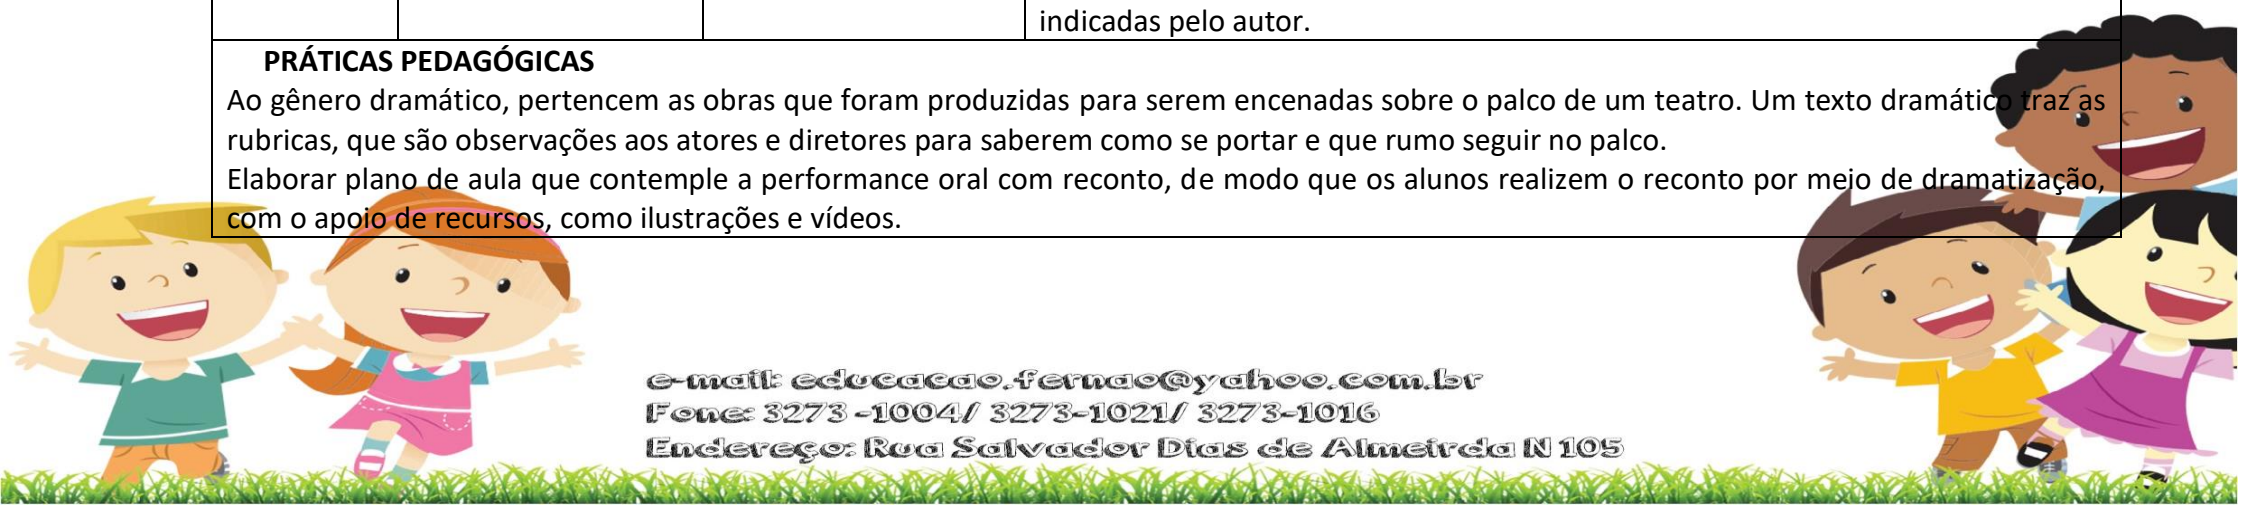 indicadas pelo autor.
PRÁTICAS PEDAGÓGICAS
Ao gênero dramático, pertencem as obras que foram produzidas para serem encenadas sobre o palco de um teatro. Um texto dramático traz as
rubricas, que são observações aos atores e diretores para saberem como se portar e que rumo seguir no palco.
Elaborar plano de aula que contemple a performance oral com reconto, de modo que os alunos realizem o reconto por meio de dramatização,
com o apoio de recursos, como ilustrações e vídeos.
e-mail: educacao.fernao@yahoo.com.br
Fone: 3273 -1004/ 3273-1021/ 3273-1016
Endereço: Rua Salvador Dias de Almeirda N 105